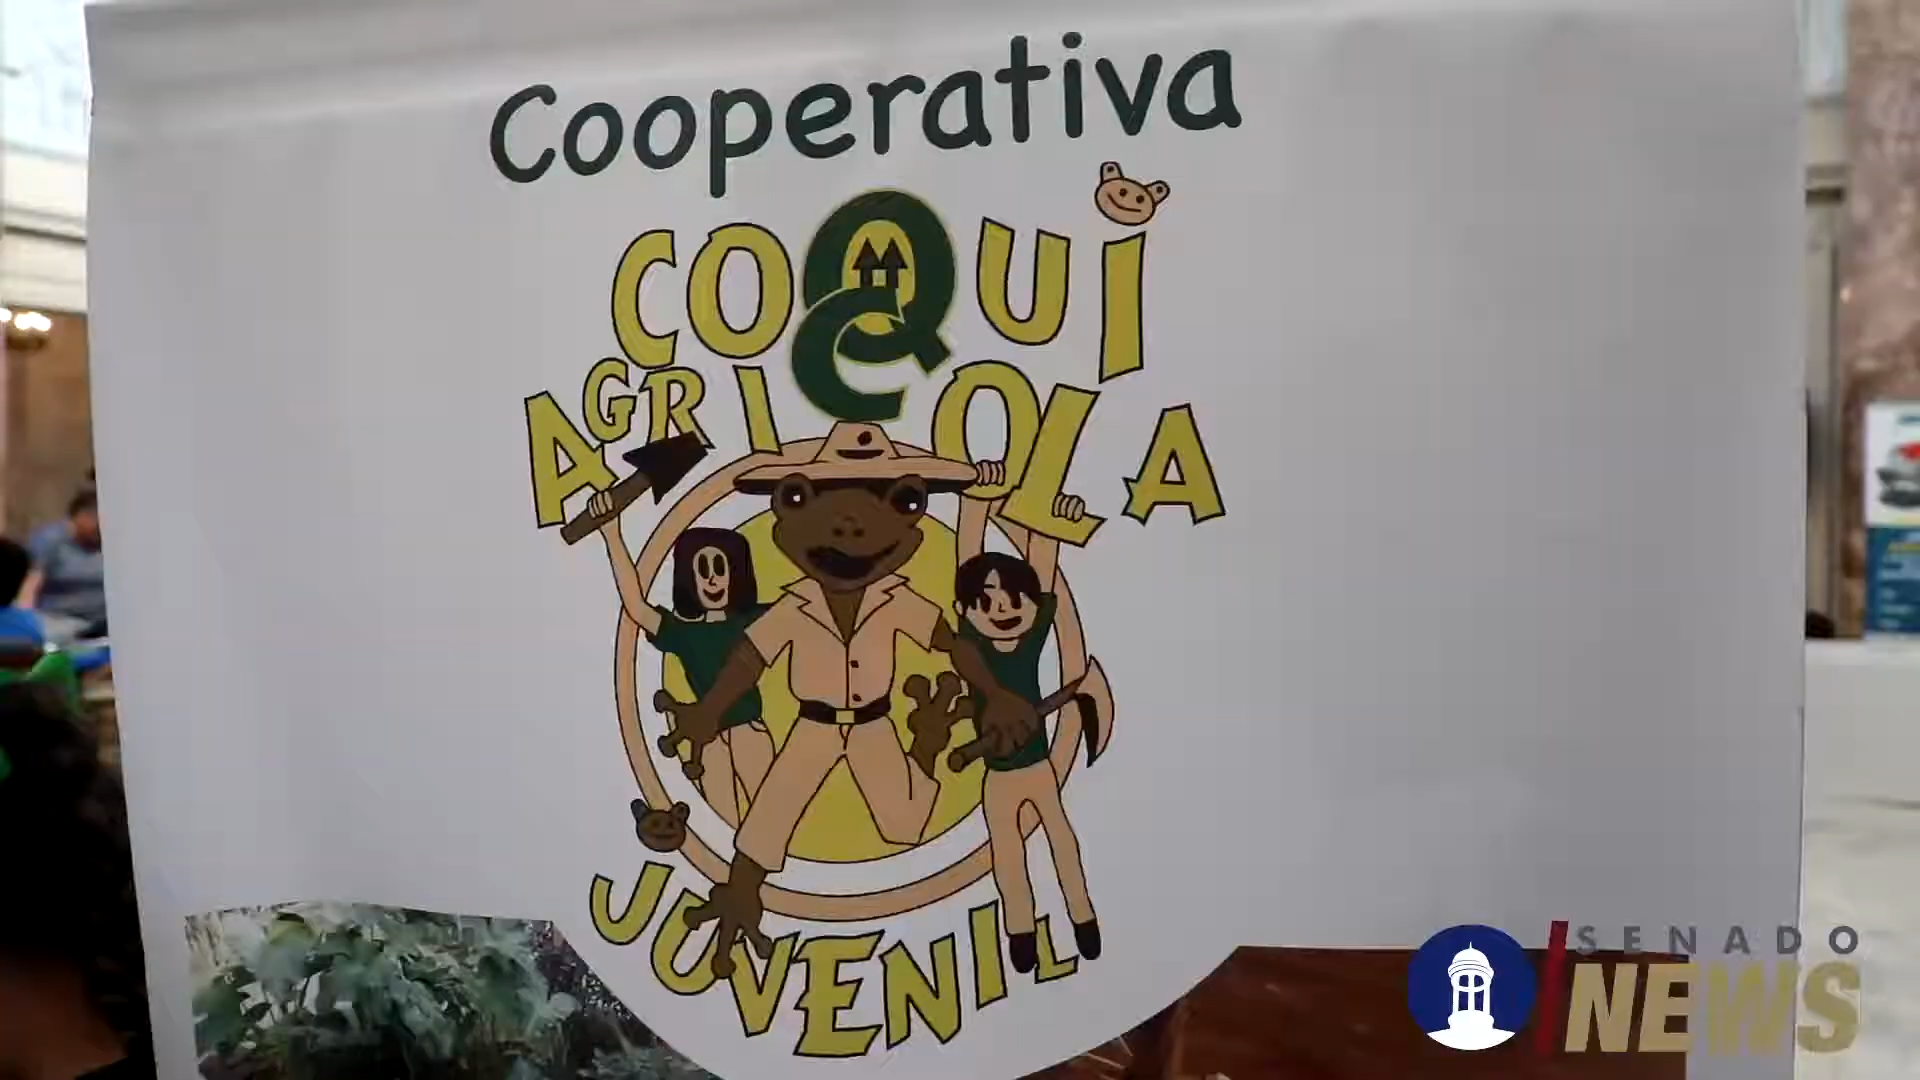 Cooperativa
COQUI
AGRICOLA
JUVENIL
SENADO
NEWS